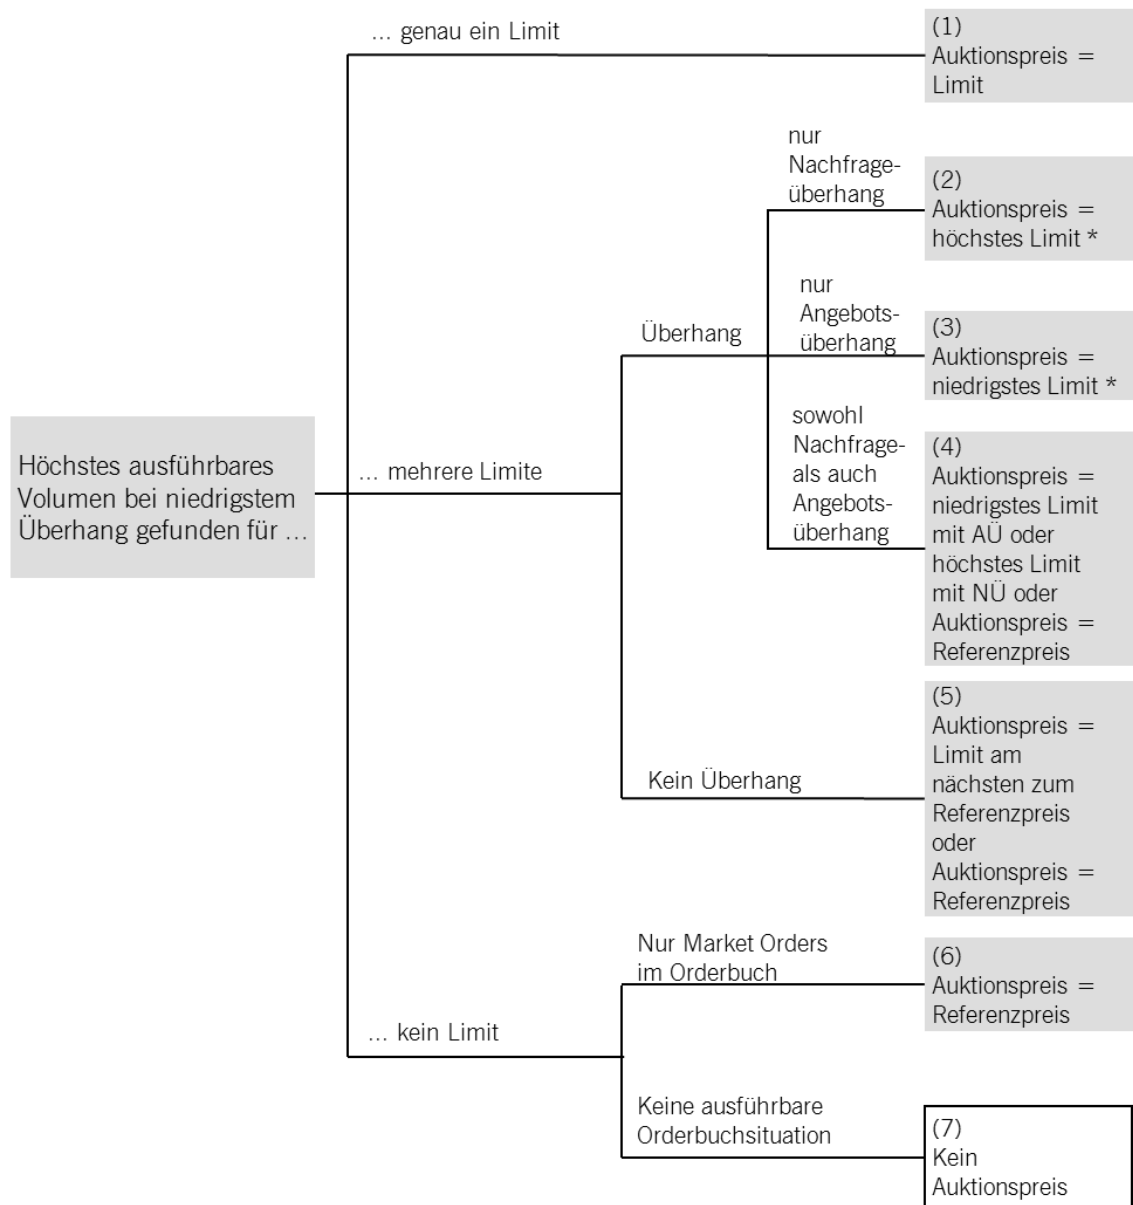 ... genau ein Limit
(1)
Auktionspreis =
Limit
nur
Nachfrage-
überhang
(2)
Auktionspreis =
höchstes Limit *
Überhang
nur
Angebots-
überhang
(3)
Auktionspreis =
niedrigstes Limit *
Höchstes ausführbares
Volumen bei niedrigstem
Überhang gefunden für ...
... mehrere Limite
sowohl
Nachfrage-
als auch
Angebots-
überhang
(4)
Auktionspreis =
niedrigstes Limit
mit AÜ oder
höchstes Limit
mit NÜ oder
Auktionspreis =
Referenzpreis
Kein Überhang
(5)
Auktionspreis =
Limit am
nächsten zum
Referenzpreis
oder
Auktionspreis =
Referenzpreis
... kein Limit
Nur Market Orders
im Orderbuch
(6)
Auktionspreis =
Referenzpreis
Keine ausführbare
Orderbuchsituation
(7)
Kein
Auktionspreis